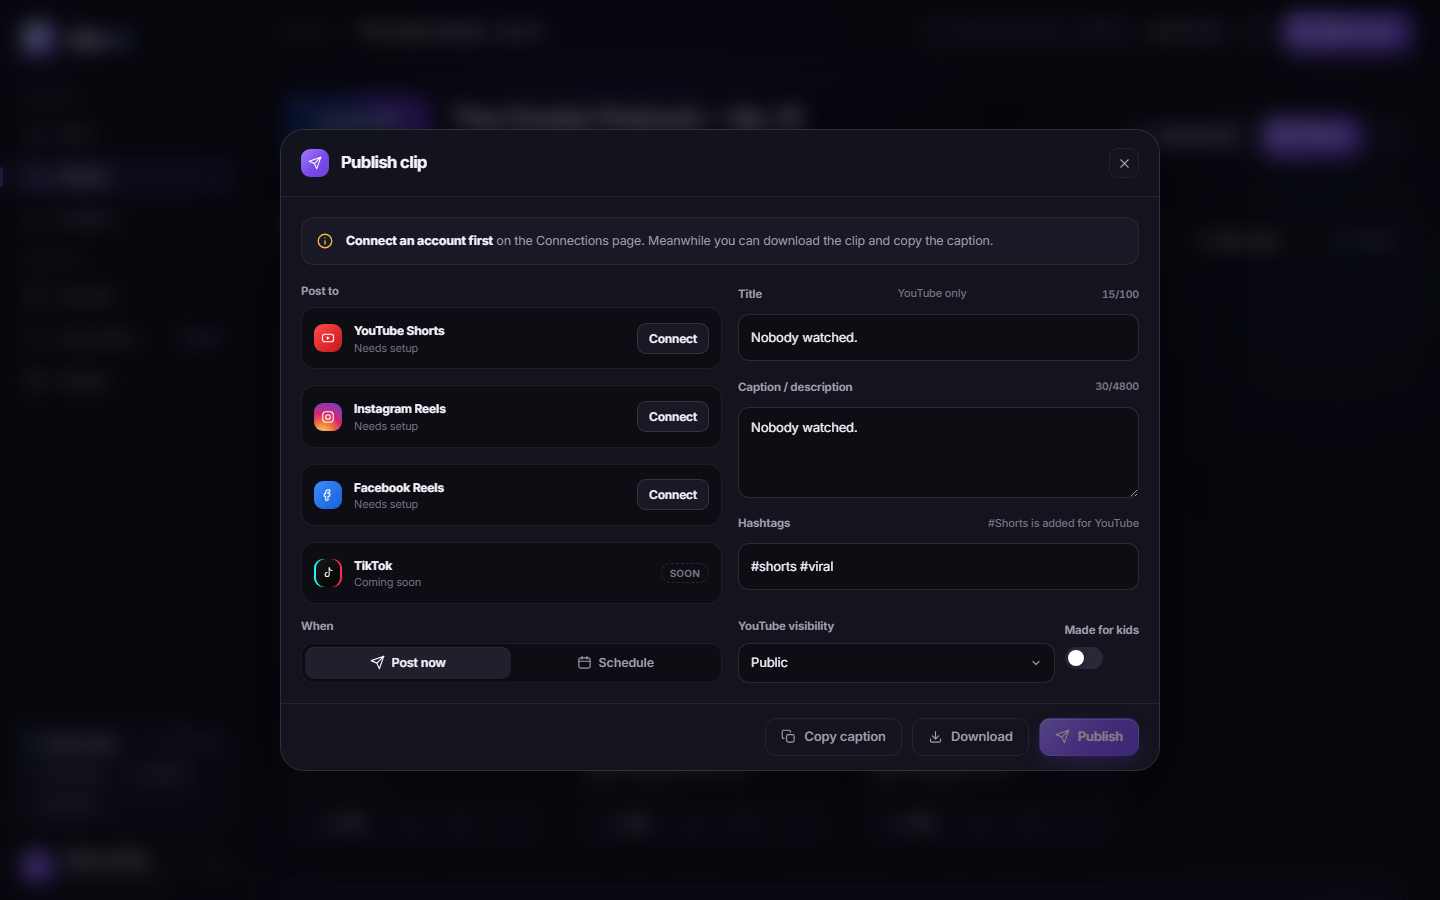 Publish clip
Connect an account first on the Connections page. Meanwhile you can download the clip and copy the caption.
Post to
YouTube Shorts
Needs setup
Connect
Instagram Reels
Needs setup
Connect
Facebook Reels
Needs setup
Connect
TikTok
Coming soon
SOON
When
Post now
Schedule
Title
YouTube only
15/100
Nobody watched.
Caption / description
30/4800
Nobody watched.
Hashtags
#Shorts is added for YouTube
#shorts #viral
YouTube visibility
Public
Made for kids
Copy caption
Download
Publish